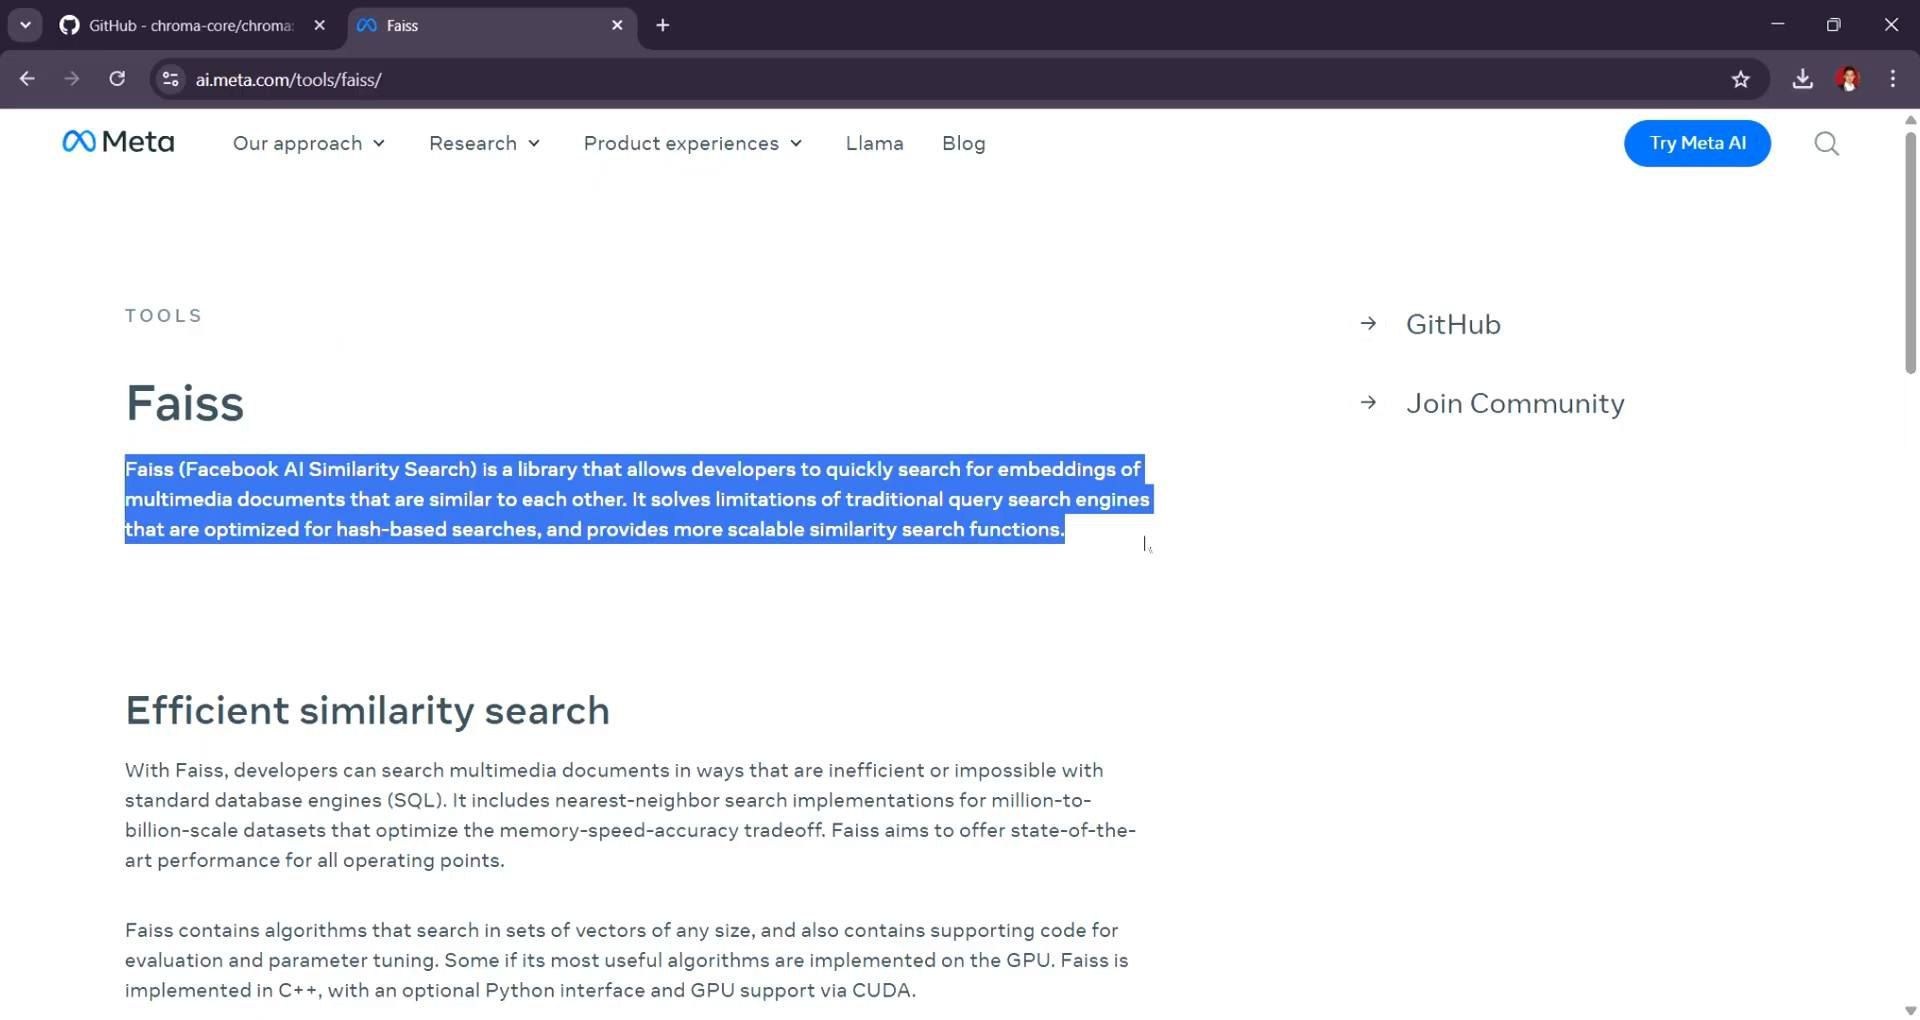 GitHub - chroma-core/chroma:
Faiss
ai.meta.com/tools/faiss/
Meta
Our approach
Research
Product experiences
Llama
Blog
Try Meta AI
TOOLS
GitHub
Faiss
Join Community
Faiss (Facebook AI Similarity Search) is a library that allows developers to quickly search for embeddings of
multimedia documents that are similar to each other. It solves limitations of traditional query search engines
that are optimized for hash-based searches, and provides more scalable similarity search functions.
Efficient similarity search
With Faiss, developers can search multimedia documents in ways that are inefficient or impossible with
standard database engines (SQL). It includes nearest-neighbor search implementations for million-to-
billion-scale datasets that optimize the memory-speed-accuracy tradeoff. Faiss aims to offer state-of-the-
art performance for all operating points.
Faiss contains algorithms that search in sets of vectors of any size, and also contains supporting code for
evaluation and parameter tuning. Some if its most useful algorithms are implemented on the GPU. Faiss is
implemented in C++, with an optional Python interface and GPU support via CUDA.